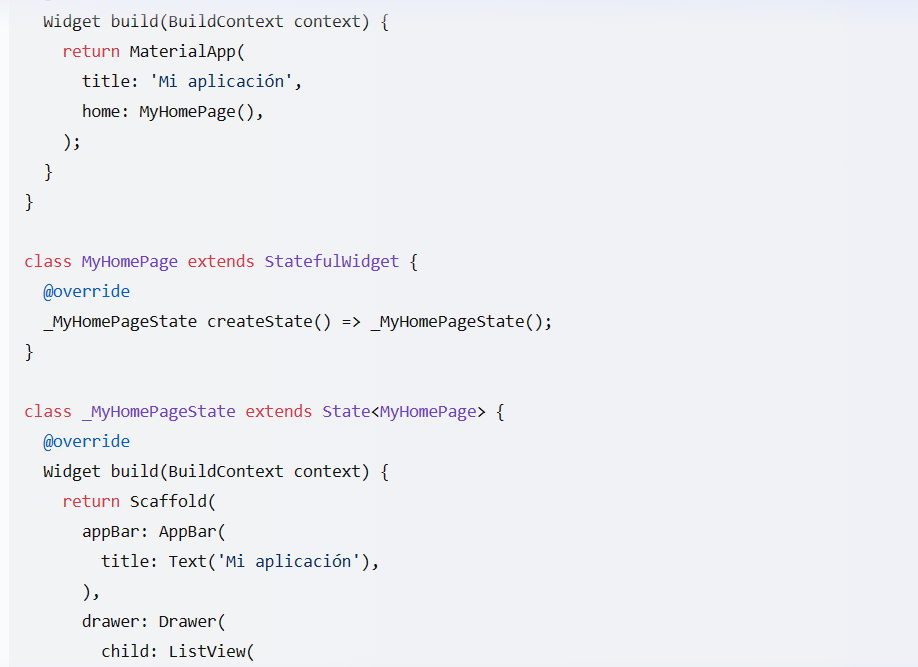 Widget build(BuildContext context) {
return MaterialApp(
title: 'Mi aplicación',
home: MyHomePage(),
);
}
}
class MyHomePage extends StatefulWidget {
@override
_MyHomePageState createState() => _MyHomePageState();
}
class _MyHomePageState extends State<MyHomePage> {
@override
Widget build(BuildContext context) {
return Scaffold(
appBar: AppBar(
title: Text('Mi aplicación'),
),
drawer: Drawer(
child: ListView(